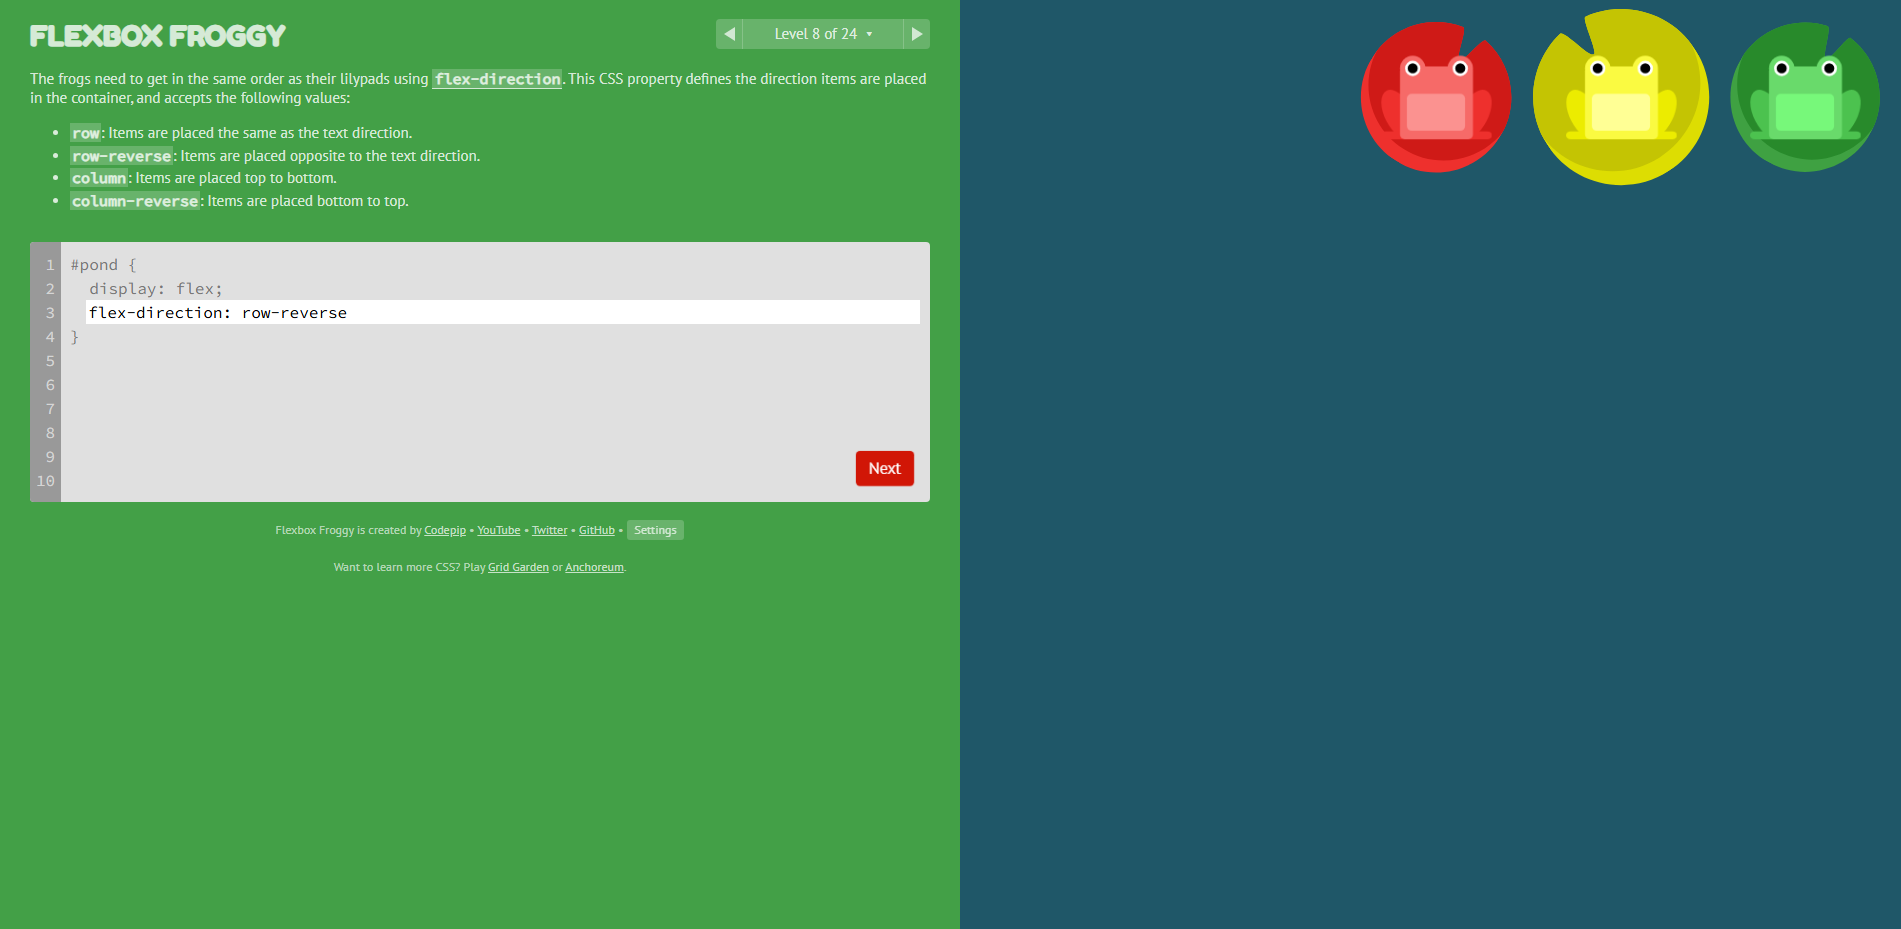 FLEXBOX FROGGY
Level 8 of 24
The frogs need to get in the same order as their lilypads using flex-direction. This CSS property defines the direction items are placed
in the container, and accepts the following values:
• row: Items are placed the same as the text direction.
• row-reverse: Items are placed opposite to the text direction.
• column: Items are placed top to bottom.
• column-reverse: Items are placed bottom to top.
1 #pond {
2 display: flex;
3 flex-direction: row-reverse
4 }
5
6
7
8
9
10
Next
Flexbox Froggy is created by Codepip • YouTube • Twitter • GitHub • Settings
Want to learn more CSS? Play Grid Garden or Anchoreum.